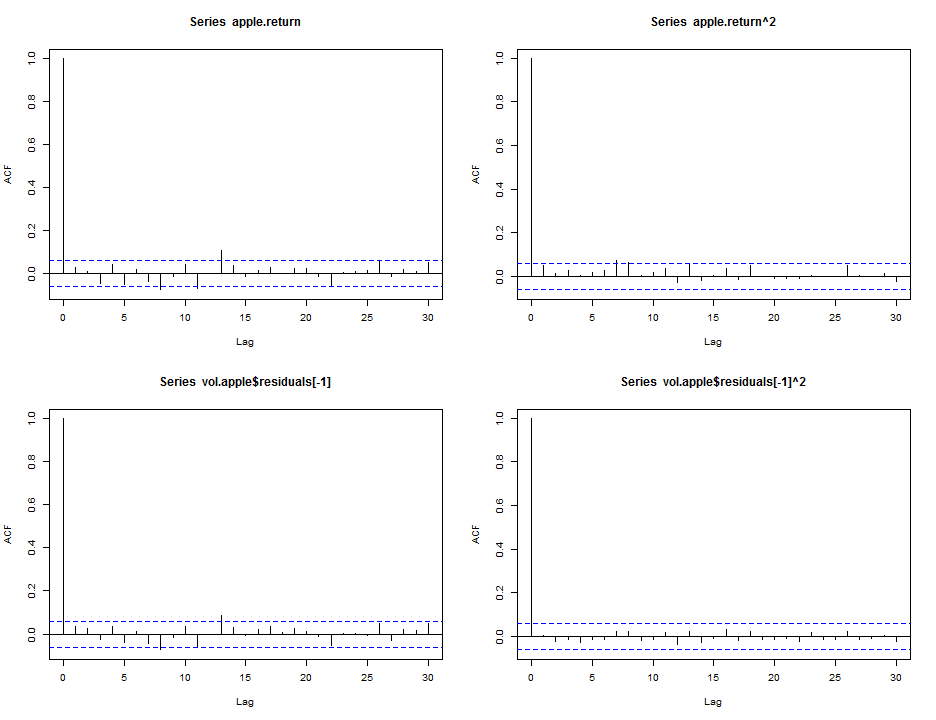 Series apple.return
ACF
0.0 0.2 0.4 0.6 0.8 1.0
0 5 10 15 20 25 30
Lag
Series apple.return^2
ACF
0.0 0.2 0.4 0.6 0.8 1.0
0 5 10 15 20 25 30
Lag
Series vol.apple$residuals[-1]
ACF
0.0 0.2 0.4 0.6 0.8 1.0
0 5 10 15 20 25 30
Lag
Series vol.apple$residuals[-1]^2
ACF
0.0 0.2 0.4 0.6 0.8 1.0
0 5 10 15 20 25 30
Lag